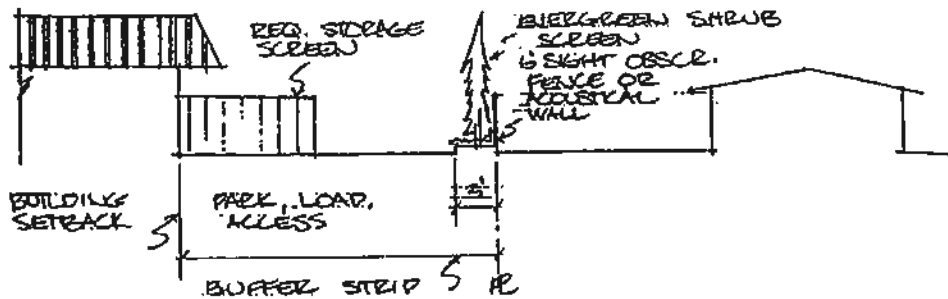 REQ. STORAGE
SCREEN
EVERGREEN SHRUB
SCREEN
6' SIGHT OBSCR.
FENCE OR
ACOUSTICAL
WALL
BUILDING
SETBACK
PARK, LOAD,
ACCESS
5'
BUFFER STRIP
PL